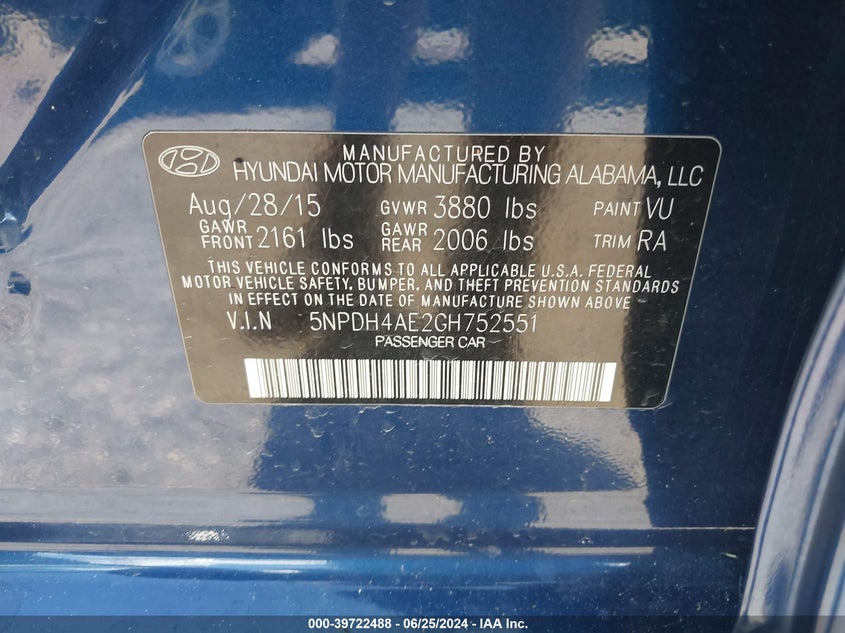 MANUFACTURED BY
HYUNDAI MOTOR MANUFACTURING ALABAMA, LLC
Aug/28/15 GVWR 3880 lbs PAINT VU
GAWR FRONT 2161 lbs GAWR REAR 2006 lbs TRIM RA
THIS VEHICLE CONFORMS TO ALL APPLICABLE U.S.A. FEDERAL
MOTOR VEHICLE SAFETY, BUMPER, AND THEFT PREVENTION STANDARDS
IN EFFECT ON THE DATE OF MANUFACTURE SHOWN ABOVE
V.I.N 5NPDH4AE2GH752551
PASSENGER CAR
000-39722488 - 06/25/2024 - IAA Inc.